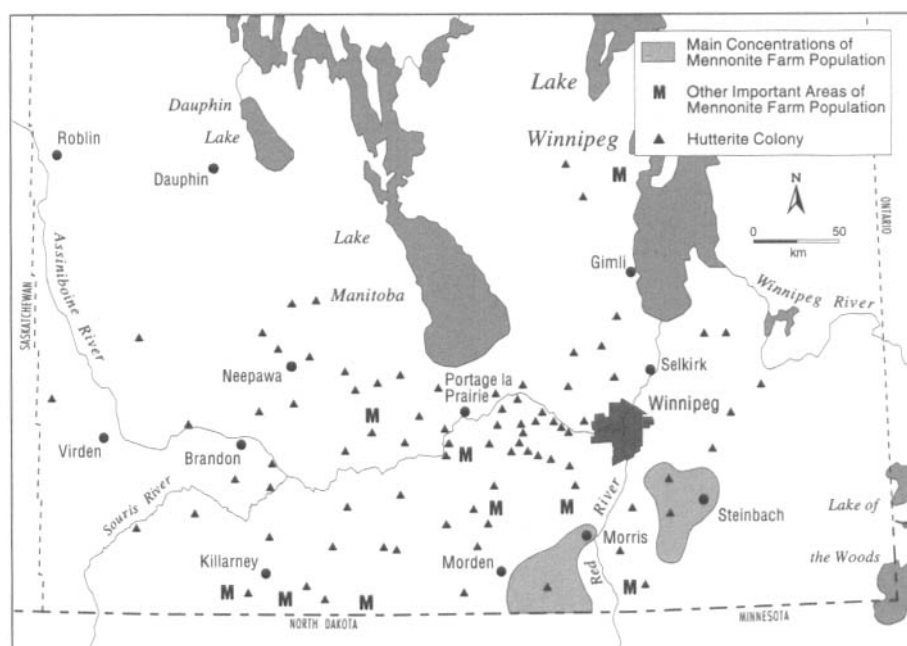 Main Concentrations of
Mennonite Farm Population
M Other Important Areas of
Mennonite Farm Population
Hutterite Colony
Lake
Winnipeg
Dauphin
Lake
Roblin
Dauphin
M
N
0 50
km
ONTARIO
Lake
Manitoba
Gimli
Winnipeg River
Assiniboine River
SASKATCHEWAN
Neepawa
Portage la
Prairie
Selkirk
Winnipeg
M
Virden
Brandon
M
Souris River
M
M
Red River
Steinbach
Lake of
the Woods
Morris
Killarney
Morden
M
M
M
M
NORTH DAKOTA
MINNESOTA